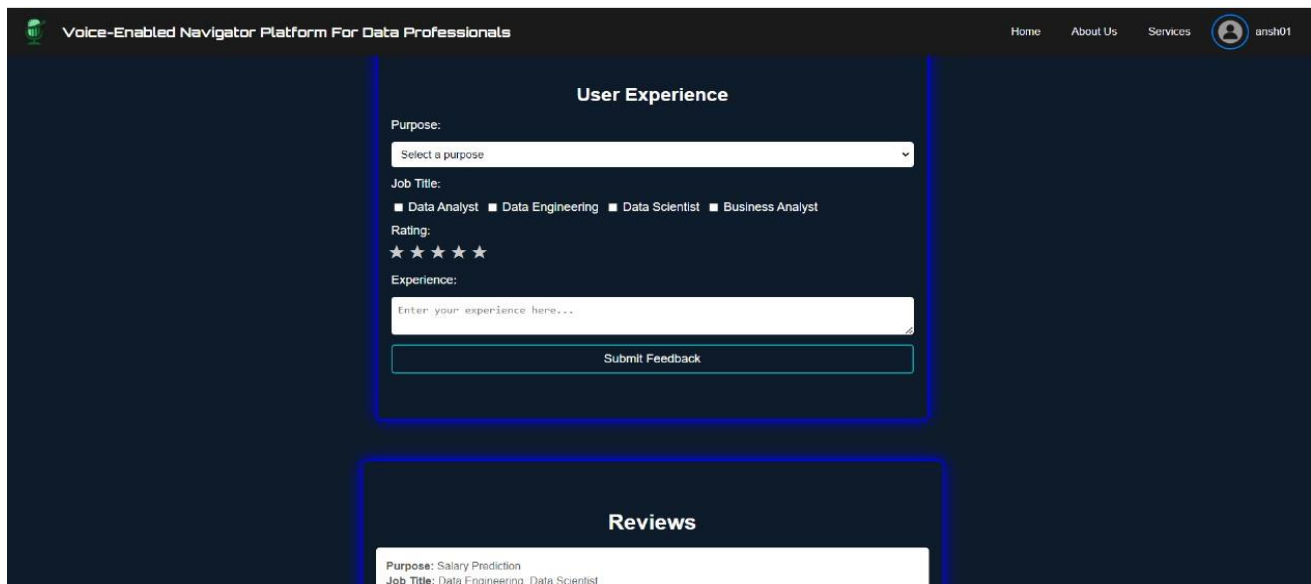 Voice-Enabled Navigator Platform For Data Professionals Home About Us Services ansh01
User Experience
Purpose:
Select a purpose
Job Title:
Data Analyst Data Engineering Data Scientist Business Analyst
Rating:
Experience:
Enter your experience here...
Submit Feedback
Reviews
Purpose: Salary Prediction
Job Title: Data Engineering, Data Scientist